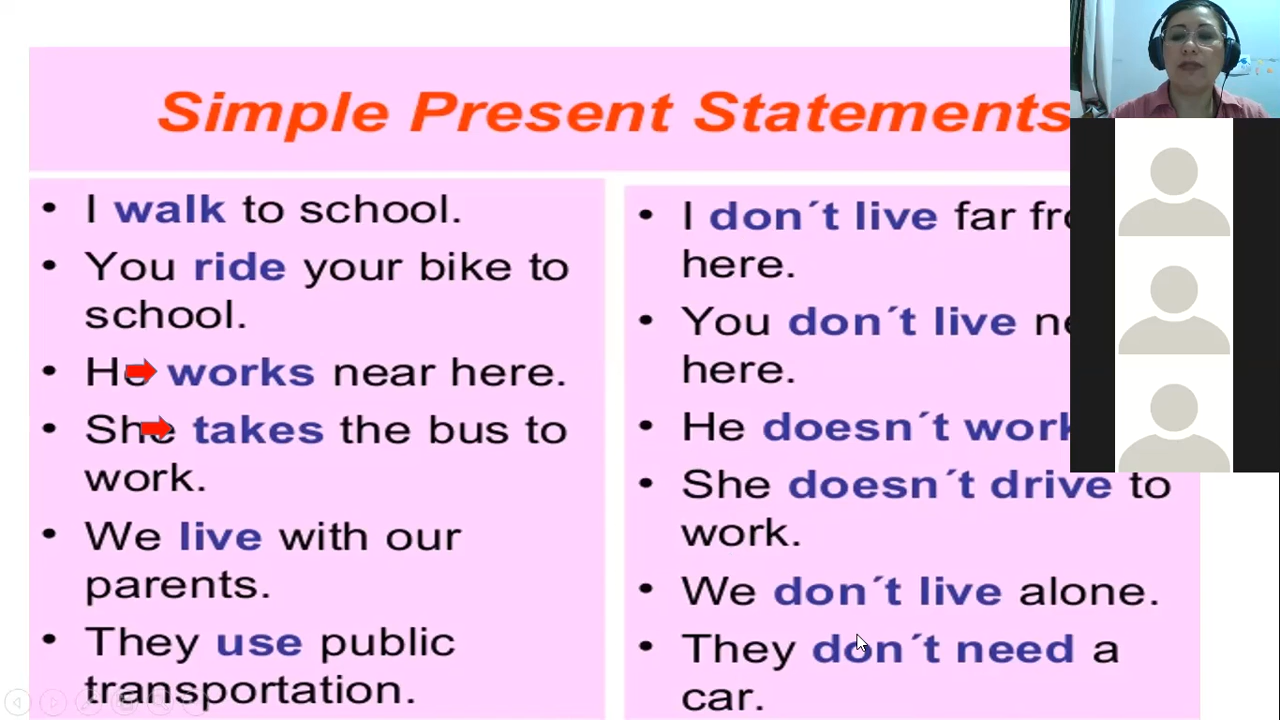 Simple Present Statements
• I walk to school.
• You ride your bike to
school.
• He works near here.
• She takes the bus to
work.
• We live with our
parents.
• They use public
transportation.
• I don´t live far
here.
• You don´t live
here.
• He doesn´t work
• She doesn´t drive to
work.
• We don´t live alone.
• They don´t need a
car.